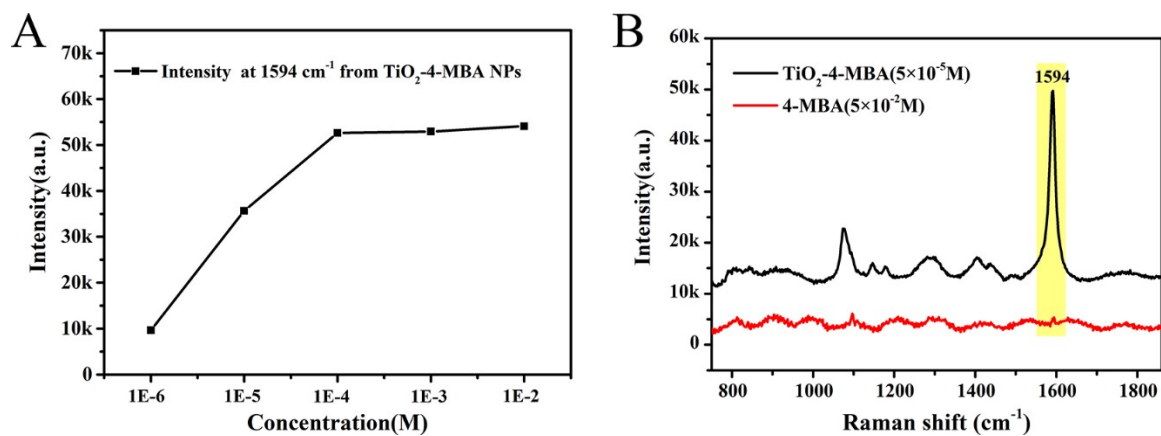 A
70k
60k
50k
40k
30k
20k
10k
0
Intensity(a.u.)
Intensity at 1594 cm⁻¹ from TiO₂-4-MBA NPs
1E-6 1E-5 1E-4 1E-3 1E-2
Concentration(M)
B
60k
50k
40k
30k
20k
10k
0
Intensity(a.u.)
TiO₂-4-MBA(5×10⁻⁵M)
4-MBA(5×10⁻²M)
1594
800 1000 1200 1400 1600 1800
Raman shift (cm⁻¹)